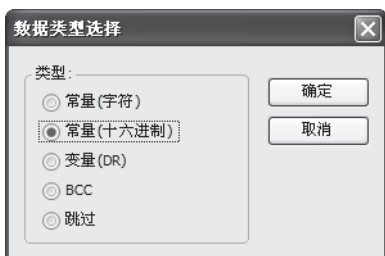 数据类型选择
类型:
常量(字符)
确定
常量(十六进制)
取消
变量(DR)
BCC
跳过